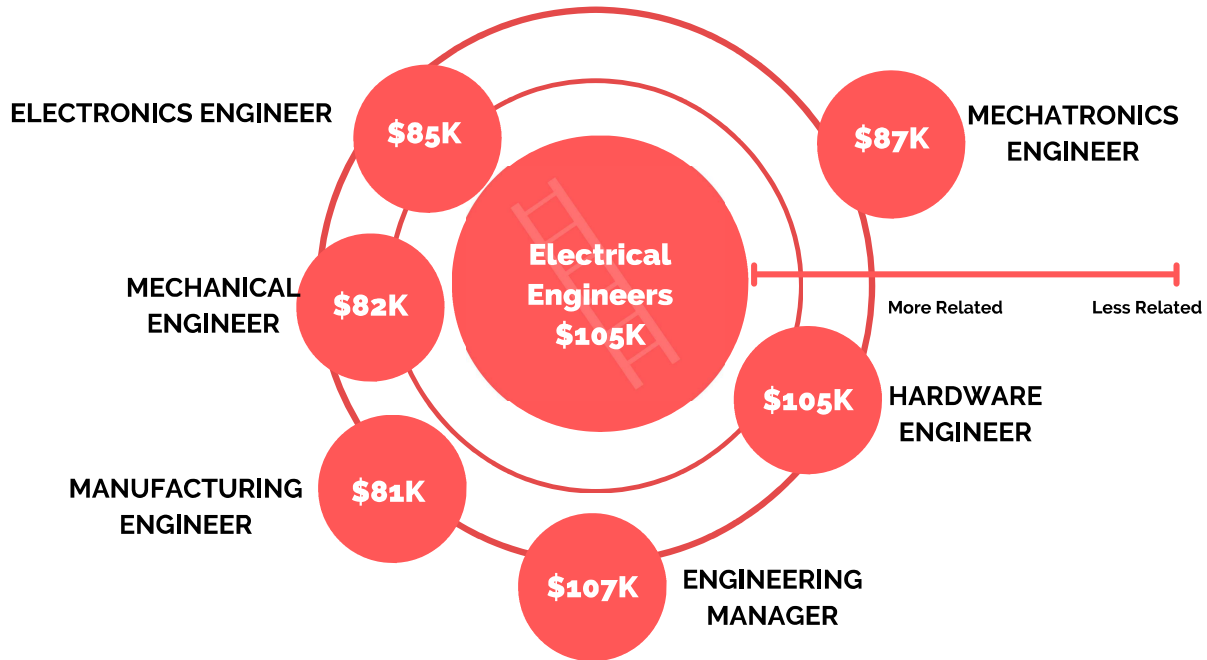 ELECTRONICS ENGINEER
$85K
$87K
MECHATRONICS
ENGINEER
Electrical
Engineers
$105K
MECHANICAL
ENGINEER
$82K
More Related
Less Related
$105K
HARDWARE
ENGINEER
MANUFACTURING
ENGINEER
$81K
$107K
ENGINEERING
MANAGER